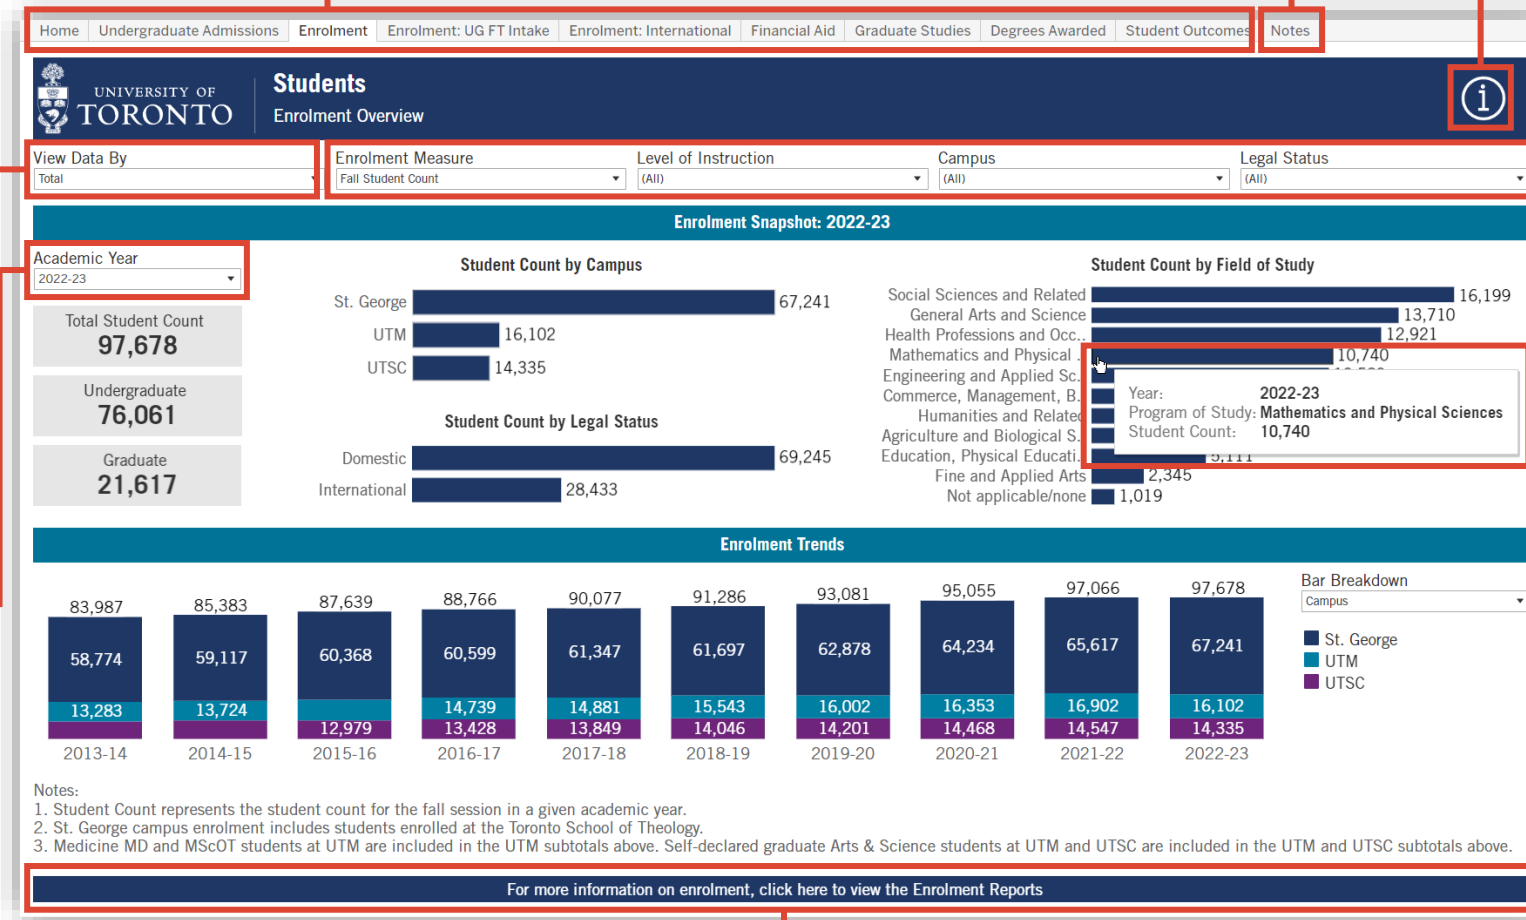 Home Undergraduate Admissions Enrolment Enrolment: UG FT Intake Enrolment: International Financial Aid Graduate Studies Degrees Awarded Student Outcomes Notes
UNIVERSITY OF
TORONTO
Students
Enrolment Overview
i
View Data By
Total
Enrolment Measure
Fall Student Count
Level of Instruction
(All)
Campus
(All)
Legal Status
(All)
Enrolment Snapshot: 2022-23
Academic Year
2022-23
Total Student Count
97,678
Undergraduate
76,061
Graduate
21,617
Student Count by Campus
St. George 67,241
UTM 16,102
UTSC 14,335
Student Count by Legal Status
Domestic 69,245
International 28,433
Student Count by Field of Study
Social Sciences and Related 16,199
General Arts and Science 13,710
Health Professions and Occ.. 12,921
Mathematics and Physical . 10,740
Engineering and Applied Sc.
Commerce, Management, B.
Humanities and Related
Agriculture and Biological S.
Education, Physical Educati. 5,111
Fine and Applied Arts 2,345
Not applicable/none 1,019
Year: 2022-23
Program of Study: Mathematics and Physical Sciences
Student Count: 10,740
Enrolment Trends
83,987 85,383 87,639 88,766 90,077 91,286 93,081 95,055 97,066 97,678
58,774 59,117 60,368 60,599 61,347 61,697 62,878 64,234 65,617 67,241
13,283 13,724 14,739 14,881 15,543 16,002 16,353 16,902 16,102
12,979 13,428 13,849 14,046 14,201 14,468 14,547 14,335
2013-14 2014-15 2015-16 2016-17 2017-18 2018-19 2019-20 2020-21 2021-22 2022-23
Bar Breakdown
Campus
St. George
UTM
UTSC
Notes:
1. Student Count represents the student count for the fall session in a given academic year.
2. St. George campus enrolment includes students enrolled at the Toronto School of Theology.
3. Medicine MD and MScOT students at UTM are included in the UTM subtotals above. Self-declared graduate Arts & Science students at UTM and UTSC are included in the UTM and UTSC subtotals above.
For more information on enrolment, click here to view the Enrolment Reports